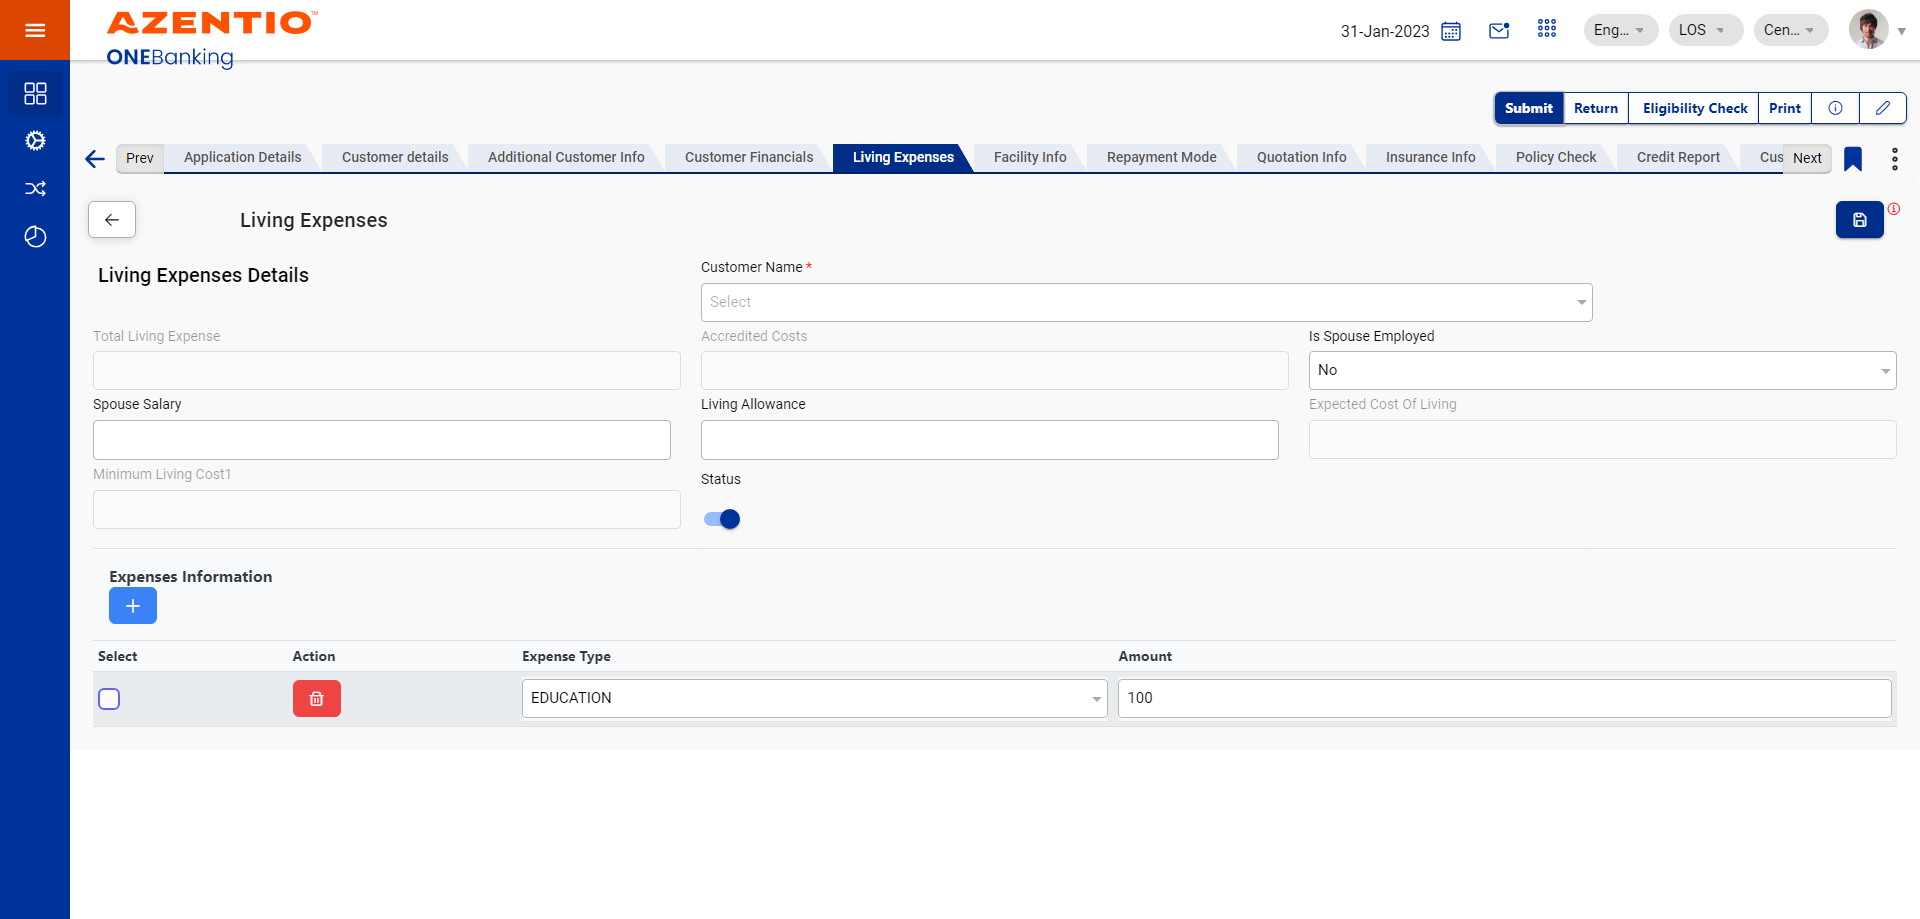 AZENTIO™
ONEBanking
31-Jan-2023
Eng...
LOS
Cen...
Submit
Return
Eligibility Check
Print
Prev
Application Details
Customer details
Additional Customer Info
Customer Financials
Living Expenses
Facility Info
Repayment Mode
Quotation Info
Insurance Info
Policy Check
Credit Report
Cus
Next
Living Expenses
Living Expenses Details
Customer Name *
Select
Total Living Expense
Accredited Costs
Is Spouse Employed
No
Spouse Salary
Living Allowance
Expected Cost Of Living
Minimum Living Cost1
Status
Expenses Information
Select
Action
Expense Type
Amount
EDUCATION
100